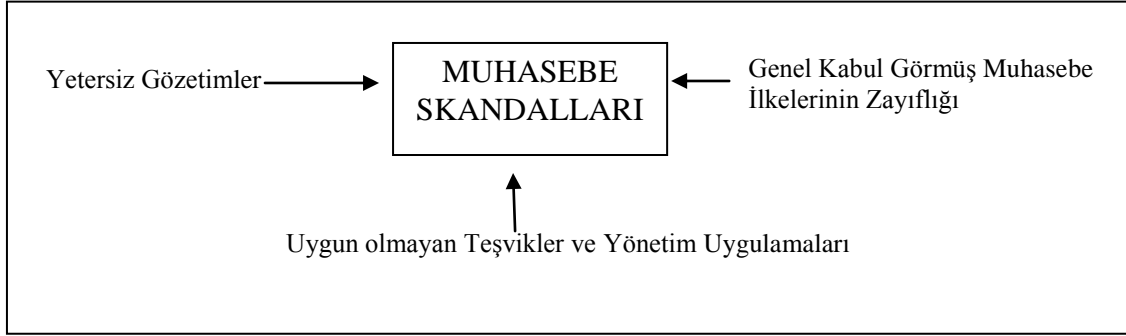 Yetersiz Gözetimler
MUHASEBE
SKANDALLARI
Genel Kabul Görmüş Muhasebe
İlkelerinin Zayıflığı
Uygun olmayan Teşvikler ve Yönetim Uygulamaları